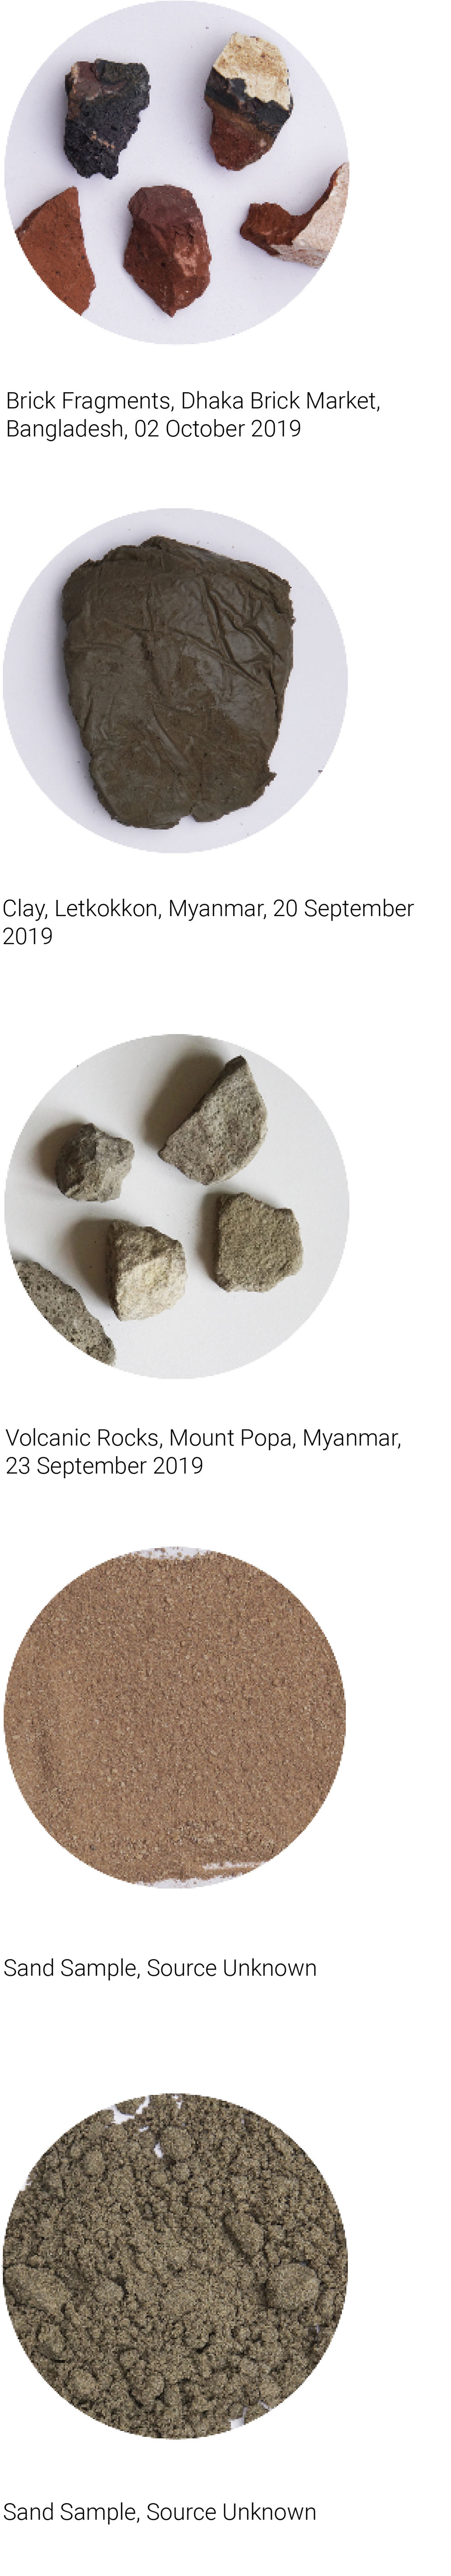 Brick Fragments, Dhaka Brick Market,
Bangladesh, 02 October 2019
Clay, Letkokkon, Myanmar, 20 September
2019
Volcanic Rocks, Mount Popa, Myanmar,
23 September 2019
Sand Sample, Source Unknown
Sand Sample, Source Unknown